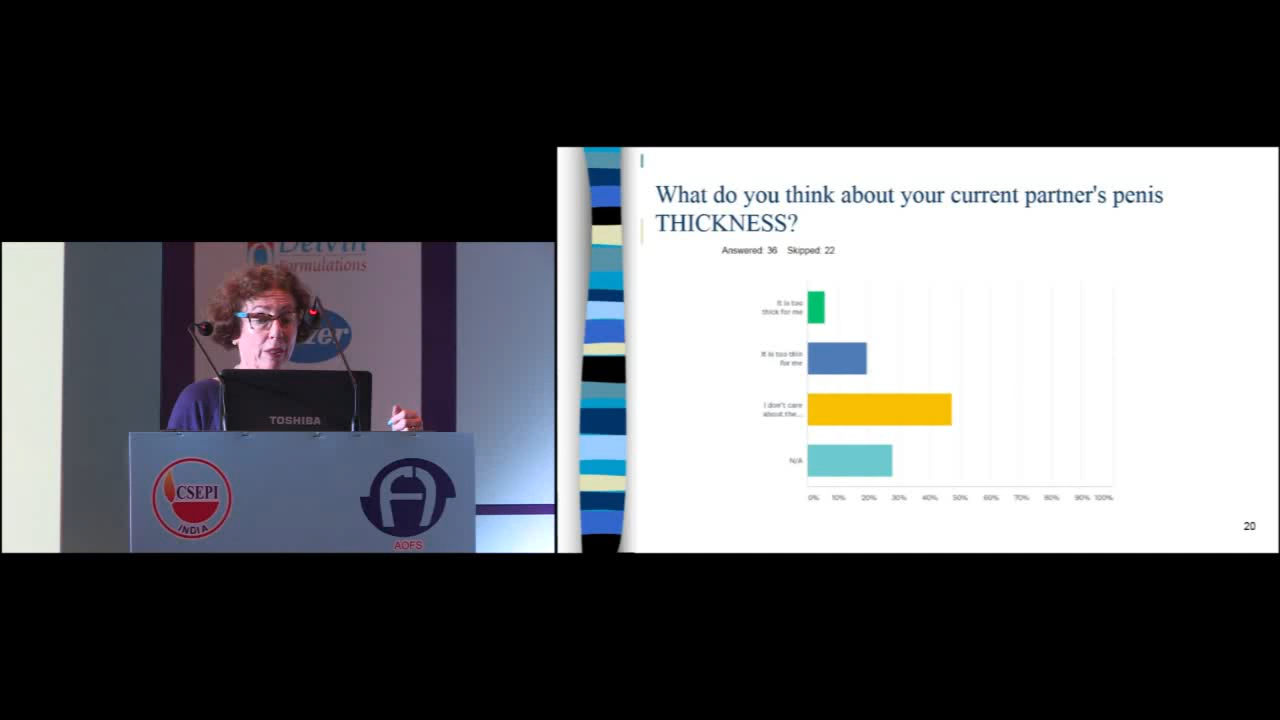 Delvin
Formulations
TOSHIBA
CSEPI
INDIA
AOFS
What do you think about your current partner's penis
THICKNESS?
Answered: 36 Skipped: 22
It is too
thick for me
It is too thin
for me
I don't care
about the...
N/A
0% 10% 20% 30% 40% 50% 60% 70% 80% 90% 100%
20